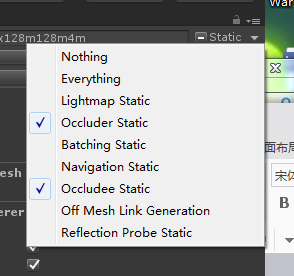 War
x128m128m4m
Static
Nothing
Everything
Lightmap Static
Occluder Static
Batching Static
Navigation Static
Occludee Static
Off Mesh Link Generation
Reflection Probe Static
esh
erer
面布局
宋体
B